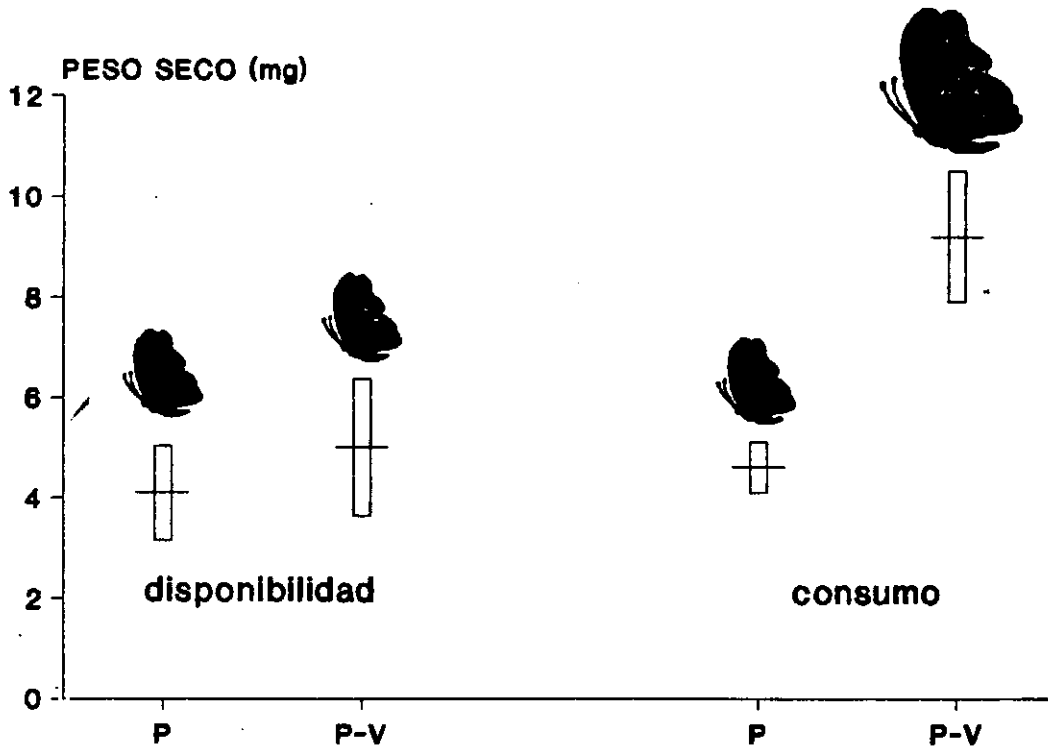 PESO SECO (mg)
12
10
8
6
4
2
0
disponibilidad
consumo
P
P-V
P
P-V